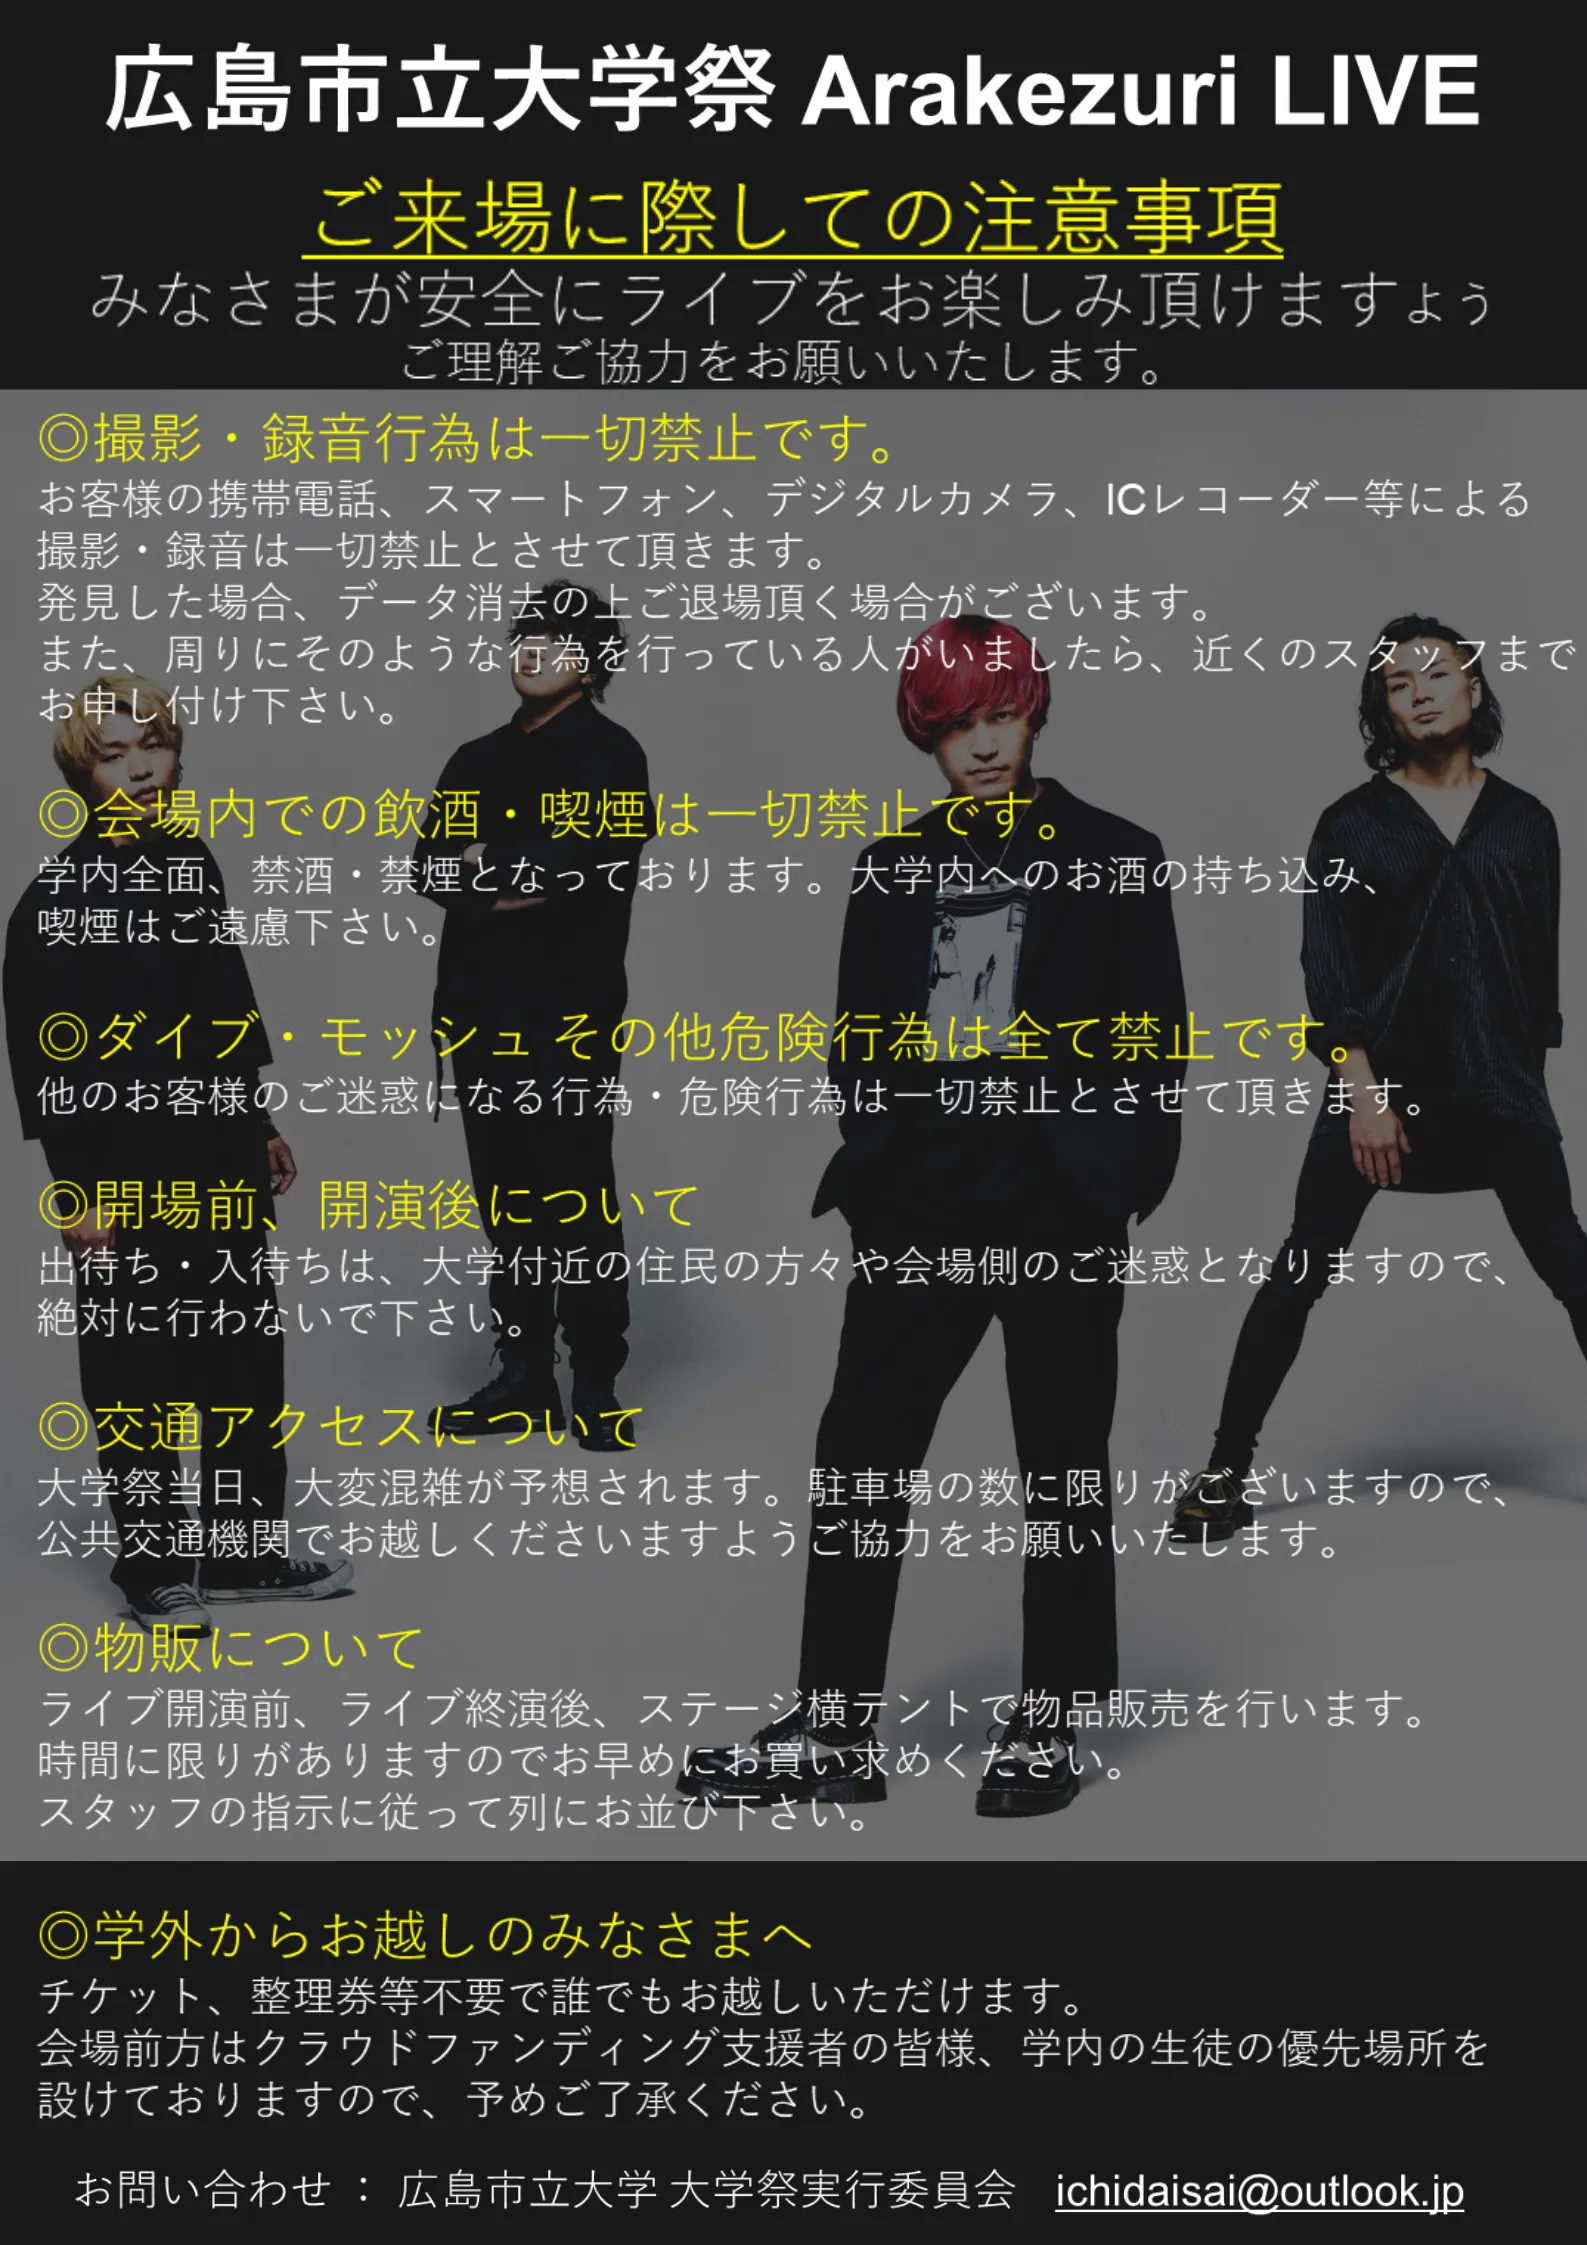 広島市立大学祭 Arakezuri LIVE
ご来場に際しての注意事項
みなさまが安全にライブをお楽しみ頂けますよう
ご理解ご協力をお願いいたします。
◎撮影・録音行為は一切禁止です。
お客様の携帯電話、スマートフォン、デジタルカメラ、ICレコーダー等による
撮影・録音は一切禁止とさせて頂きます。
発見した場合、データ消去の上ご退場頂く場合がございます。
また、周りにそのような行為を行っている人がいましたら、近くのスタッフまで
お申し付け下さい。
◎会場内での飲酒・喫煙は一切禁止です。
学内全面、禁酒・禁煙となっております。大学内へのお酒の持ち込み、
喫煙はご遠慮下さい。
◎ダイブ・モッシュ その他危険行為は全て禁止です。
他のお客様のご迷惑になる行為・危険行為は一切禁止とさせて頂きます。
◎開場前、開演後について
出待ち・入待ちは、大学付近の住民の方々や会場側のご迷惑となりますので、
絶対に行わないで下さい。
◎交通アクセスについて
大学祭当日、大変混雑が予想されます。駐車場の数に限りがございますので、
公共交通機関でお越しくださいますようご協力をお願いいたします。
◎物販について
ライブ開演前、ライブ終演後、ステージ横テントで物品販売を行います。
時間に限りがありますのでお早めにお買い求めください。
スタッフの指示に従って列にお並び下さい。
◎学外からお越しのみなさまへ
チケット、整理券等不要で誰でもお越しいただけます。
会場前方はクラウドファンディング支援者の皆様、学内の生徒の優先場所を
設けておりますので、予めご了承ください。
お問い合わせ ： 広島市立大学 大学祭実行委員会 ichidaisai@outlook.jp